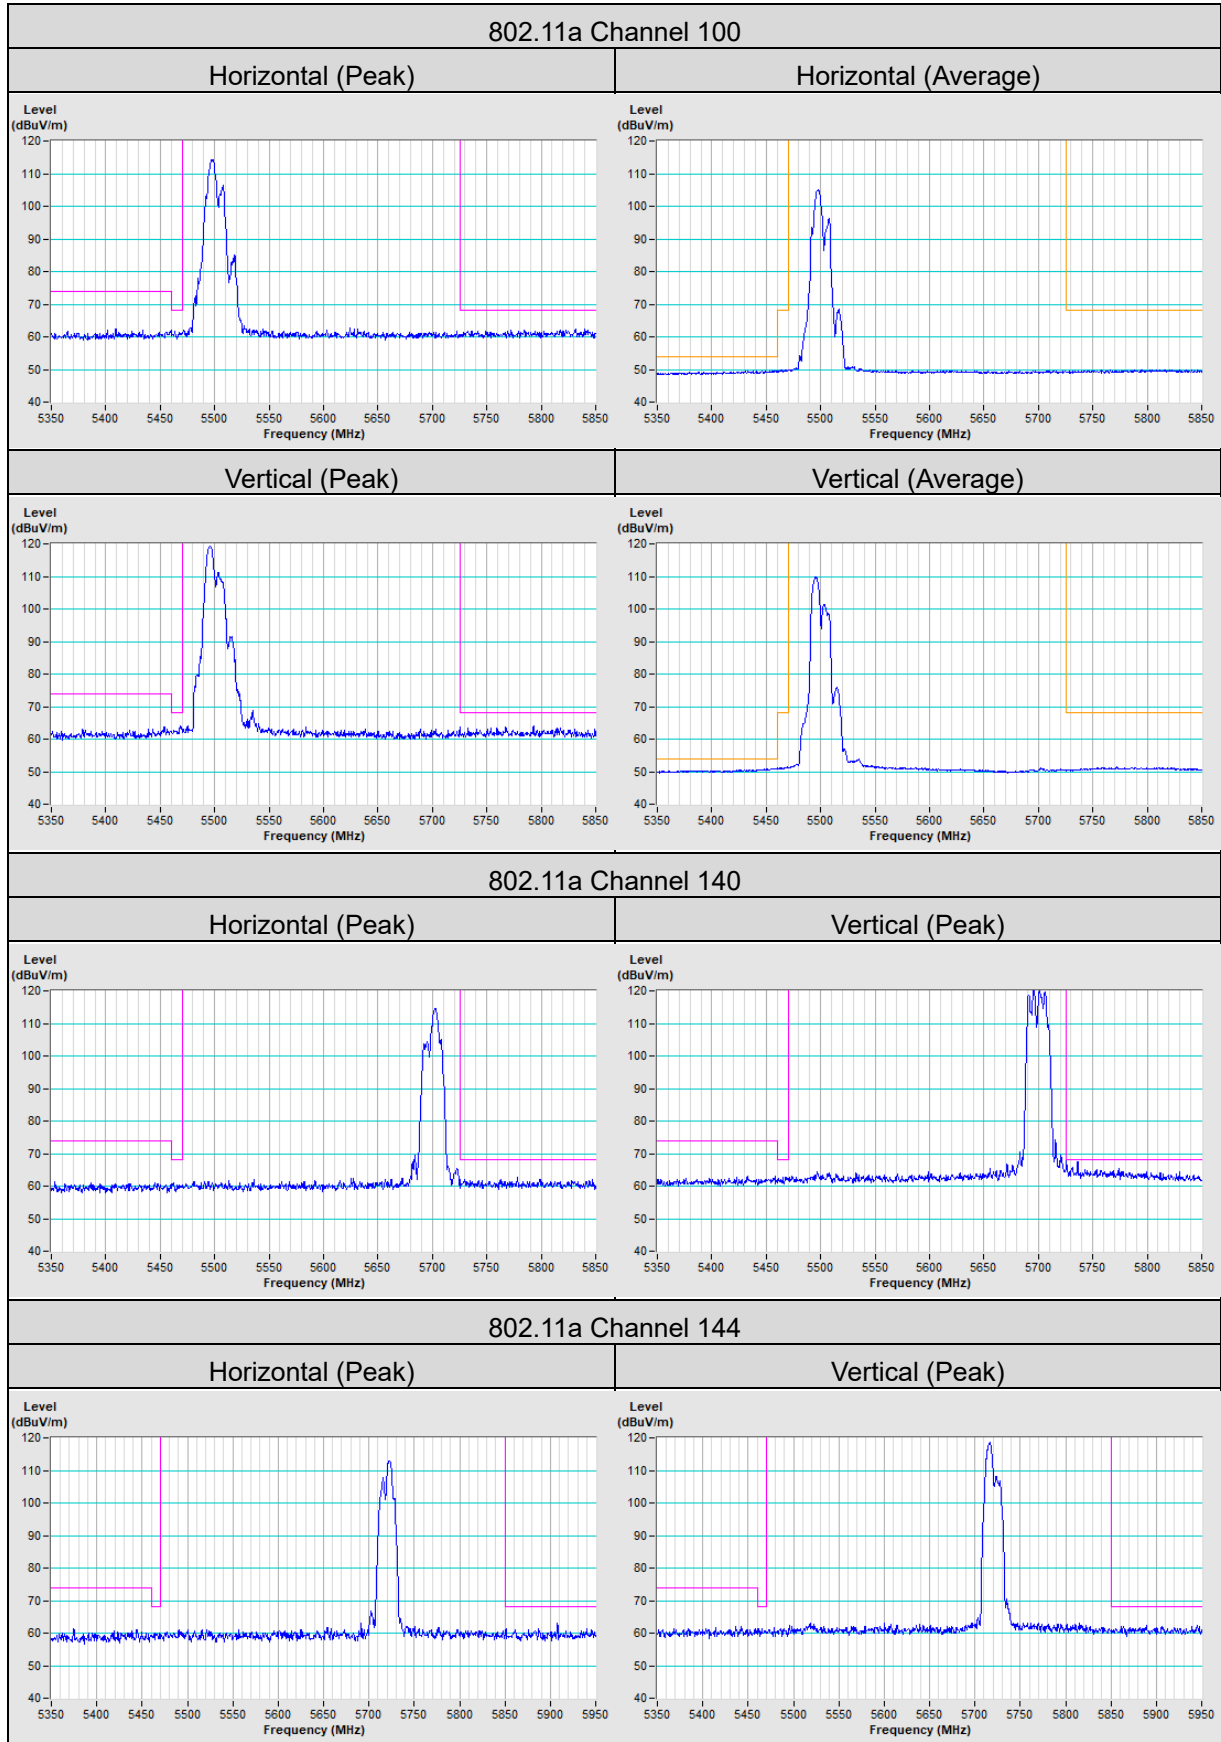 802.11a Channel 100
Horizontal (Peak) Horizontal (Average)
Level Level
(dBuV/m) (dBuV/m)
120 120
110 110
100 100
90 90
80 80
70 70
60 60
50 50
40 40
5350 5400 5450 5500 5550 5600 5650 5700 5750 5800 5850 5350 5400 5450 5500 5550 5600 5650 5700 5750 5800 5850
Frequency (MHz) Frequency (MHz)
Vertical (Peak) Vertical (Average)
Level Level
(dBuV/m) (dBuV/m)
120 120
110 110
100 100
90 90
80 80
70 70
60 60
50 50
40 40
5350 5400 5450 5500 5550 5600 5650 5700 5750 5800 5850 5350 5400 5450 5500 5550 5600 5650 5700 5750 5800 5850
Frequency (MHz) Frequency (MHz)
802.11a Channel 140
Horizontal (Peak) Vertical (Peak)
Level Level
(dBuV/m) (dBuV/m)
120 120
110 110
100 100
90 90
80 80
70 70
60 60
50 50
40 40
5350 5400 5450 5500 5550 5600 5650 5700 5750 5800 5850 5350 5400 5450 5500 5550 5600 5650 5700 5750 5800 5850
Frequency (MHz) Frequency (MHz)
802.11a Channel 144
Horizontal (Peak) Vertical (Peak)
Level Level
(dBuV/m) (dBuV/m)
120 120
110 110
100 100
90 90
80 80
70 70
60 60
50 50
40 40
5350 5400 5450 5500 5550 5600 5650 5700 5750 5800 5850 5900 5950 5350 5400 5450 5500 5550 5600 5650 5700 5750 5800 5850 5900 5950
Frequency (MHz) Frequency (MHz)